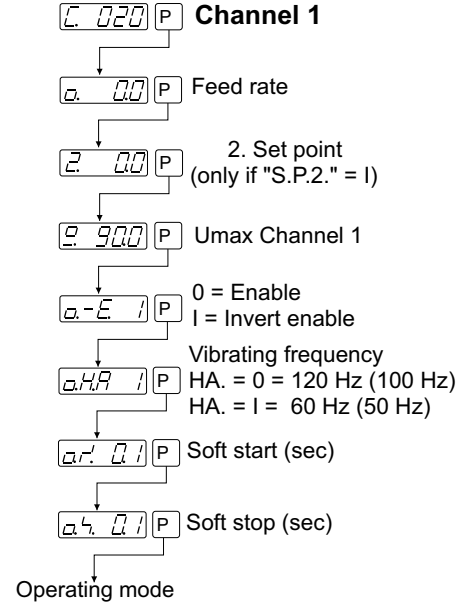 C. 020 P Channel 1
o. 0.0 P Feed rate
2. 0.0 P 2. Set point
(only if "S.P.2." = I)
90.0 P Umax Channel 1
o.-E. I P 0 = Enable
I = Invert enable
Vibrating frequency
o.H.A I P HA. = 0 = 120 Hz (100 Hz)
HA. = I = 60 Hz (50 Hz)
0.1 P Soft start (sec)
0.1 P Soft stop (sec)
Operating mode